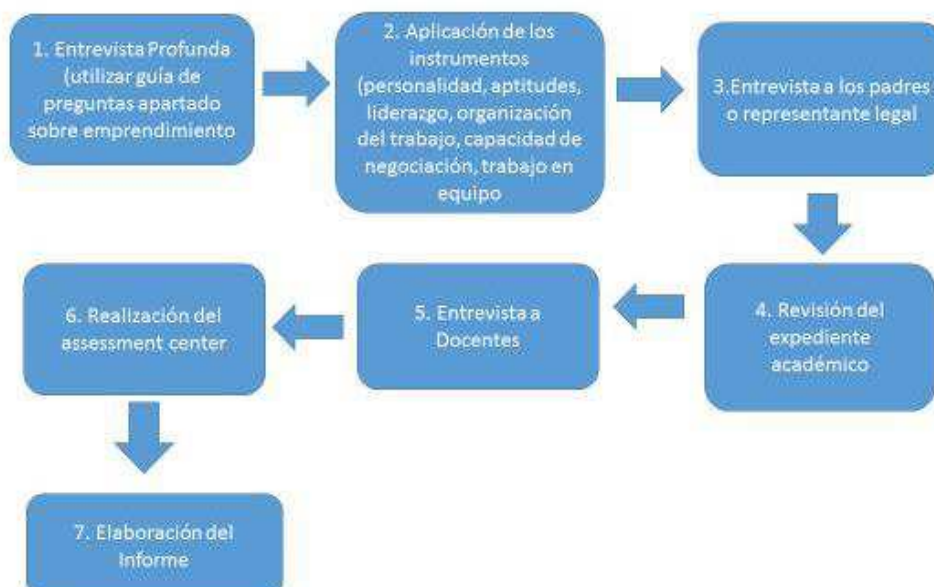 1. Entrevista Profunda
(utilizar guía de
preguntas apartado
sobre emprendimiento
2. Aplicación de los
instrumentos
(personalidad, aptitudes,
liderazgo, organización
del trabajo, capacidad de
negociación, trabajo en
equipo
3.Entrevista a los padres
o representante legal
4. Revisión del
expediente
académico
5. Entrevista a
Docentes
6. Realización del
assessment center
7. Elaboración del
Informe